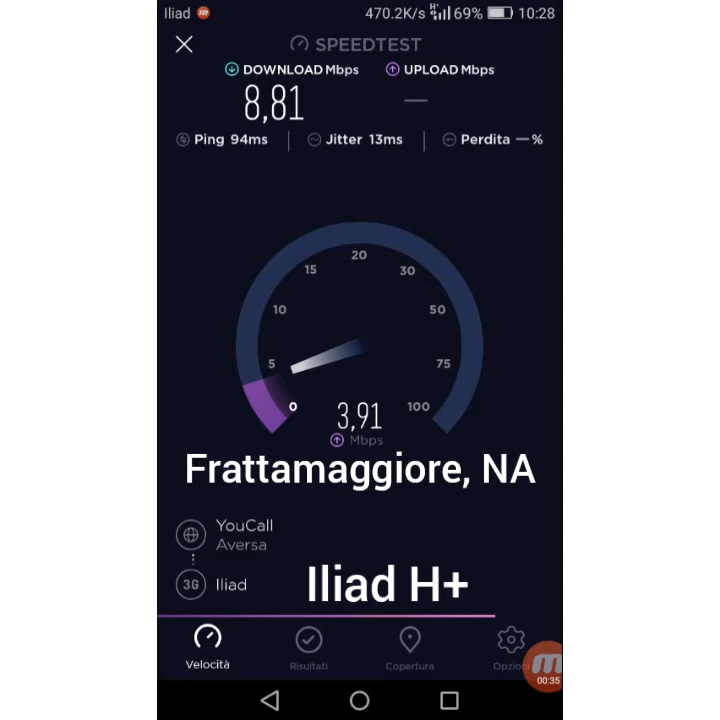 Iliad 470.2K/s H+ 69% 10:28
SPEEDTEST
DOWNLOAD Mbps UPLOAD Mbps
8,81 —
Ping 94ms Jitter 13ms Perdita — %
20
15 30
10 50
5 75
0 100
3,91
Mbps
Frattamaggiore, NA
YouCall
Aversa
3G Iliad
Iliad H+
Velocità Risultati Copertura Opzioni
00:35